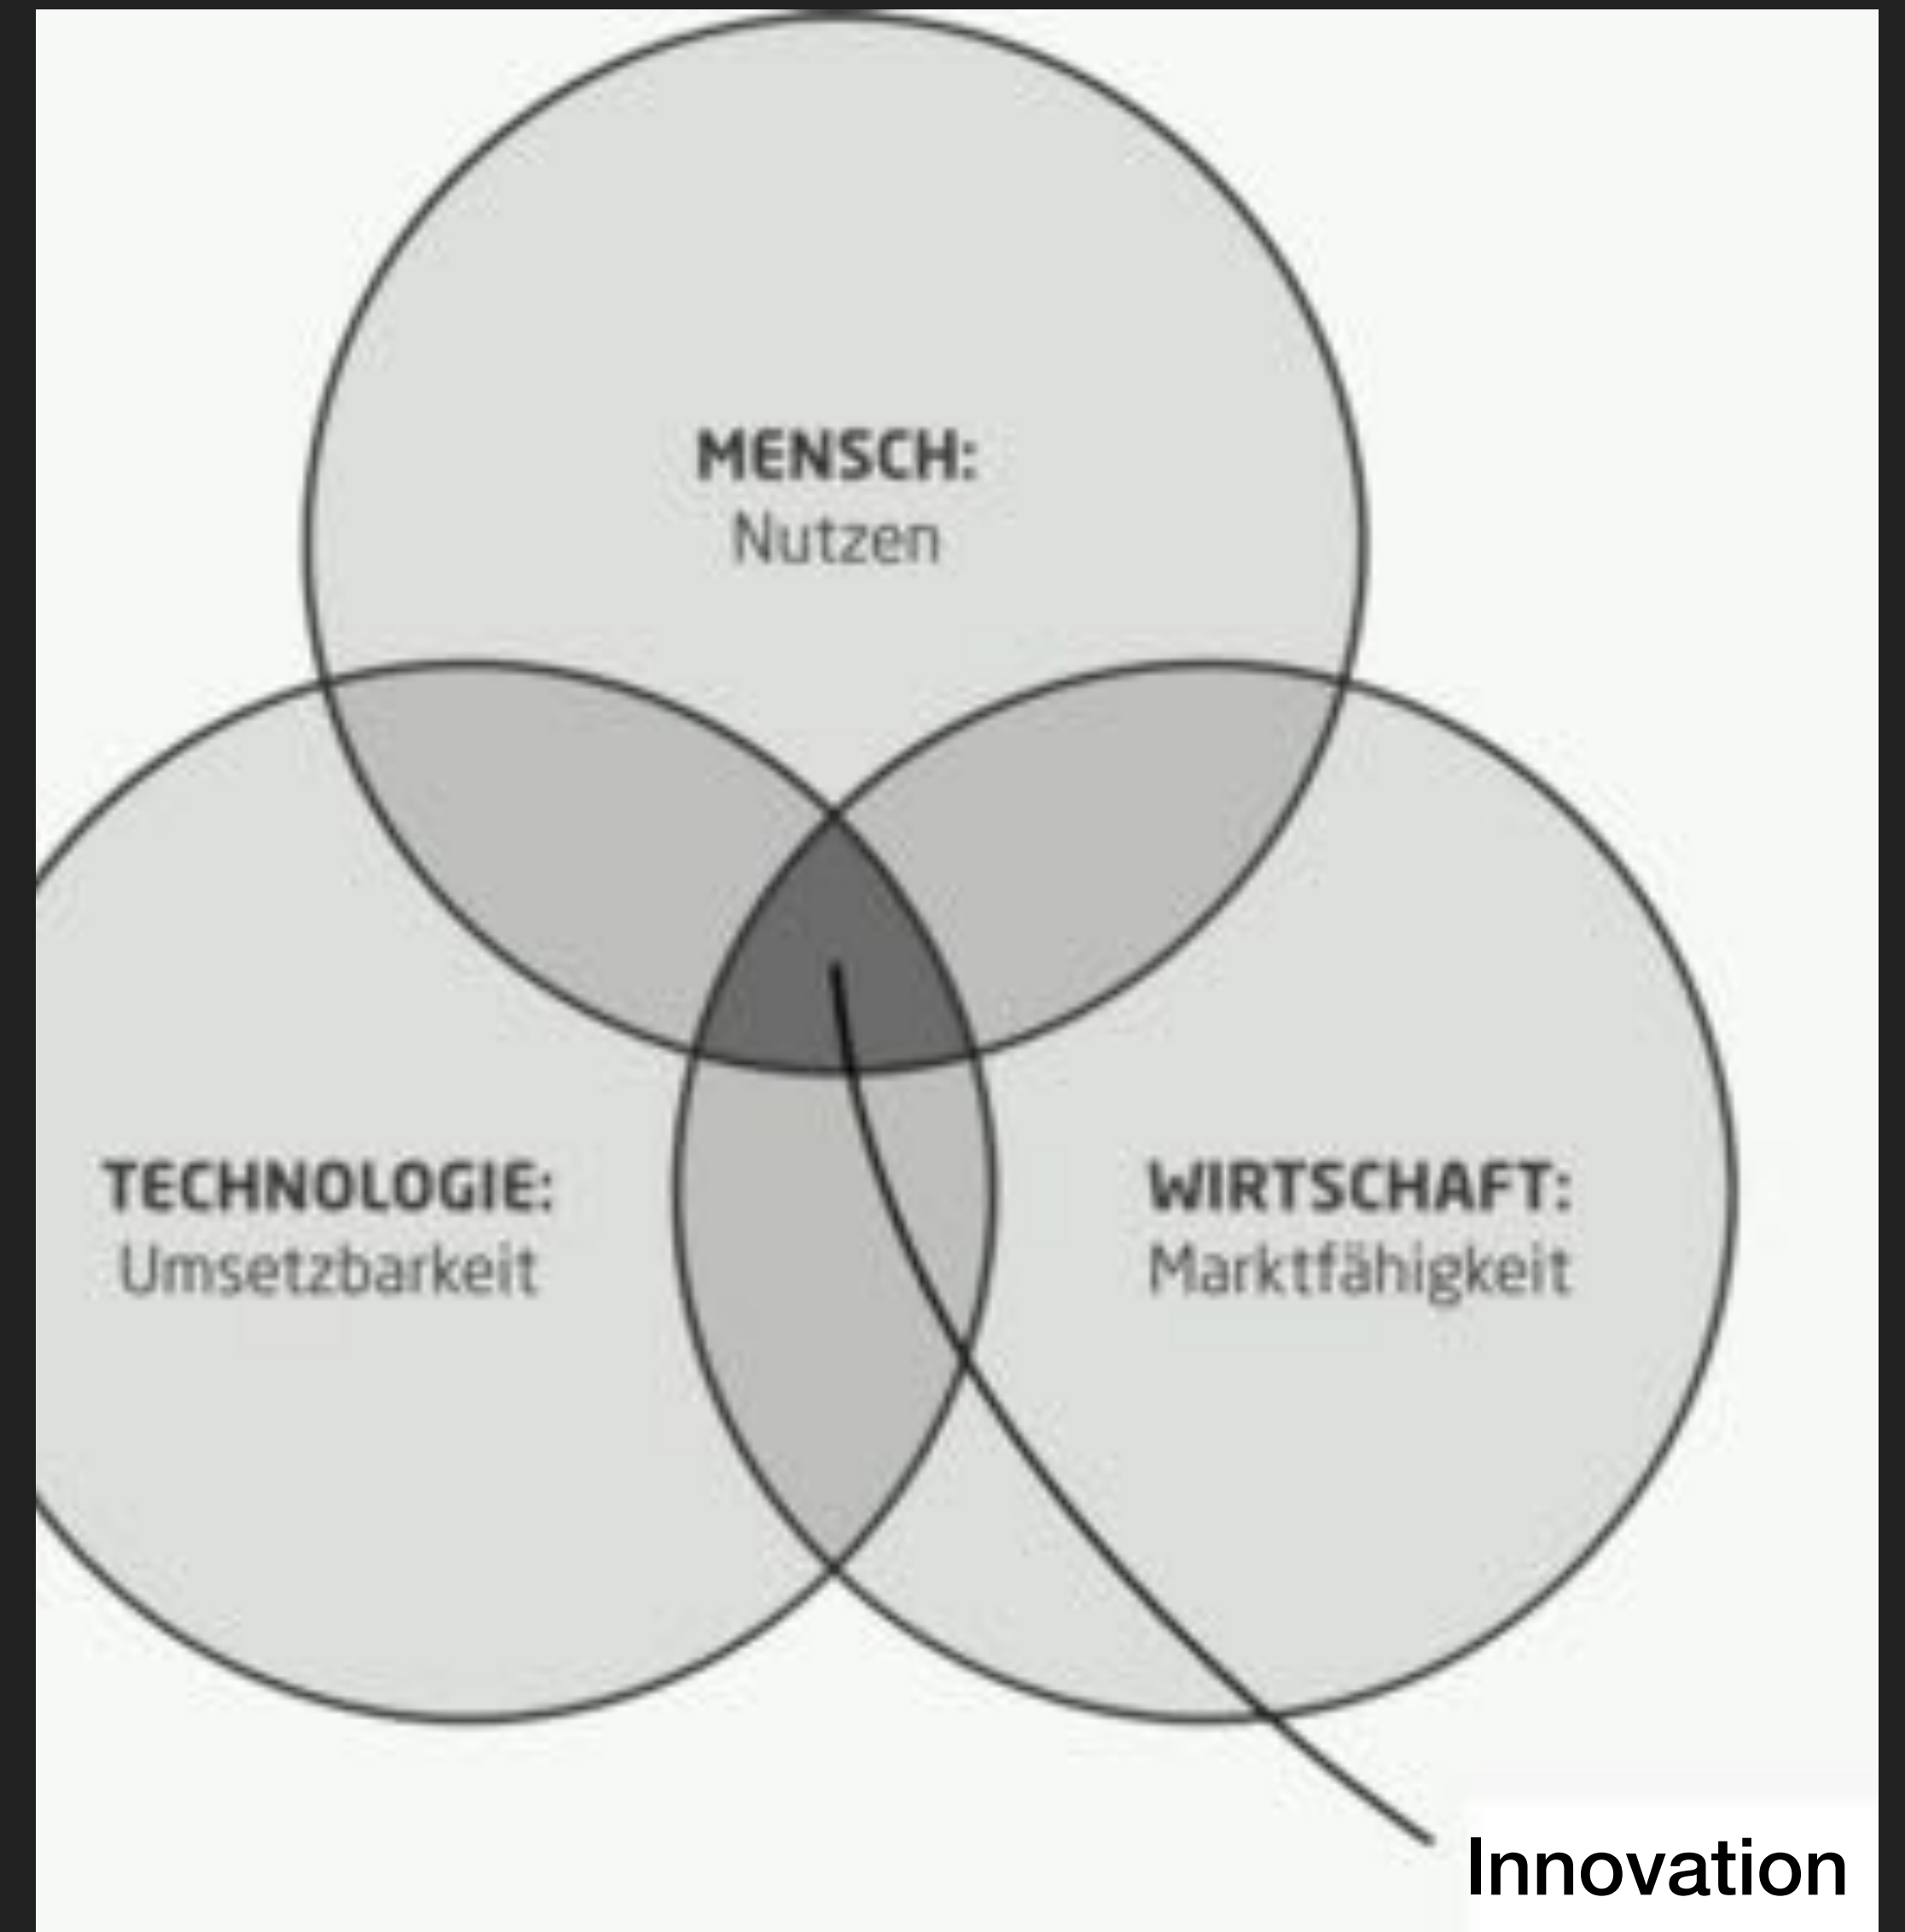 MENSCH:
Nutzen
TECHNOLOGIE:
Umsetzbarkeit
WIRTSCHAFT:
Marktfähigkeit
Innovation